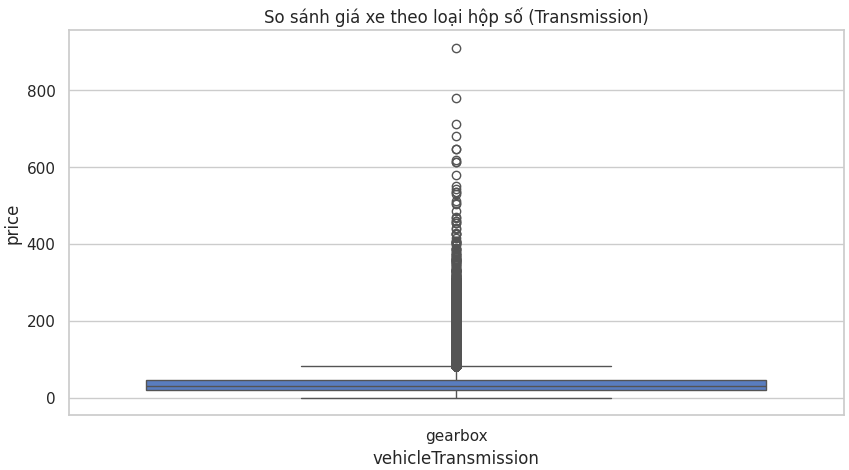 So sánh giá xe theo loại hộp số (Transmission)
price
800
600
400
200
0
gearbox
vehicleTransmission